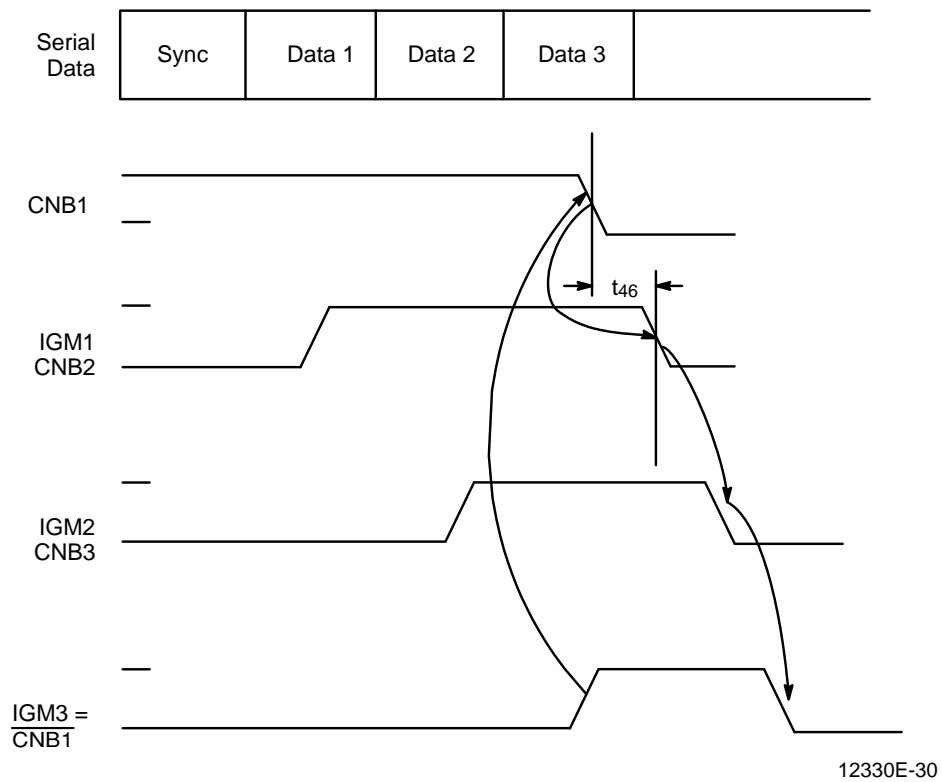 Serial
Data
Sync
Data 1
Data 2
Data 3
CNB1
t46
IGM1
CNB2
IGM2
CNB3
IGM3 =
CNB1
12330E-30